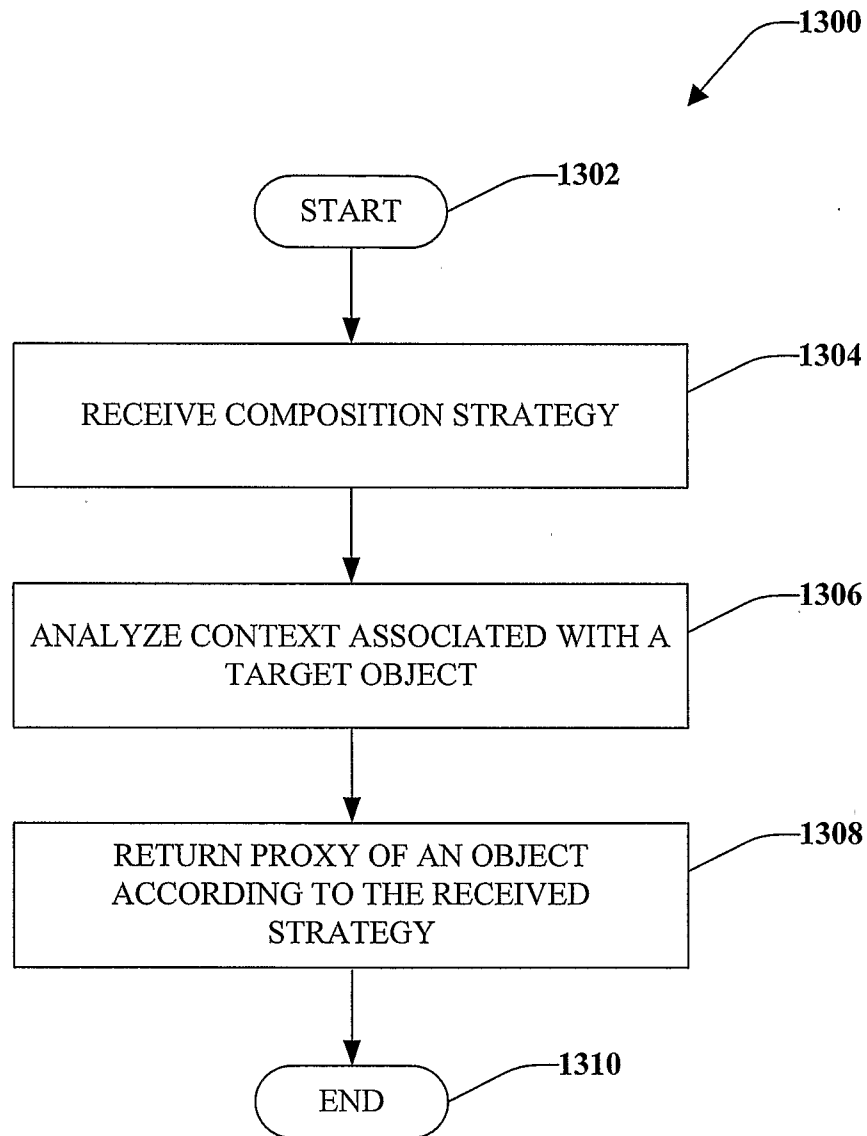 1300
1302
START
1304
RECEIVE COMPOSITION STRATEGY
1306
ANALYZE CONTEXT ASSOCIATED WITH A
TARGET OBJECT
1308
RETURN PROXY OF AN OBJECT
ACCORDING TO THE RECEIVED
STRATEGY
1310
END